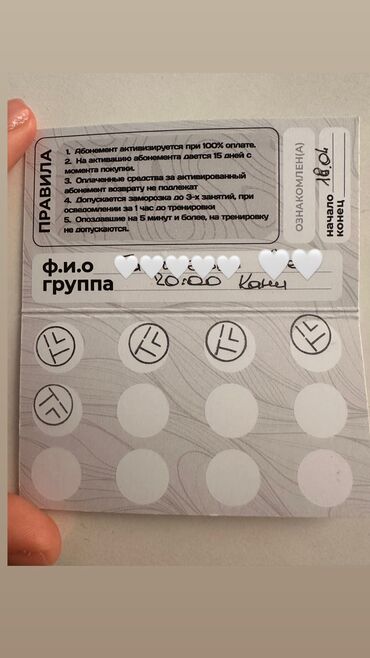 ПРАВИЛА
1. Абонемент активизируется при 100% оплате.
2. На активацию абонемента дается 15 дней с
момента покупки.
3. Оплаченные средства за активированный
абонемент возврату не подлежат
4. Допускается заморозка до 3-х занятий, при
осведомлении за 1 час до тренировки
5. Опоздавшие на 5 минут и более, на тренировку
не допускаются.
ОЗНАКОМЛЕН(А)
начало 18.04
конец
Ф.И.О
группа 20:00